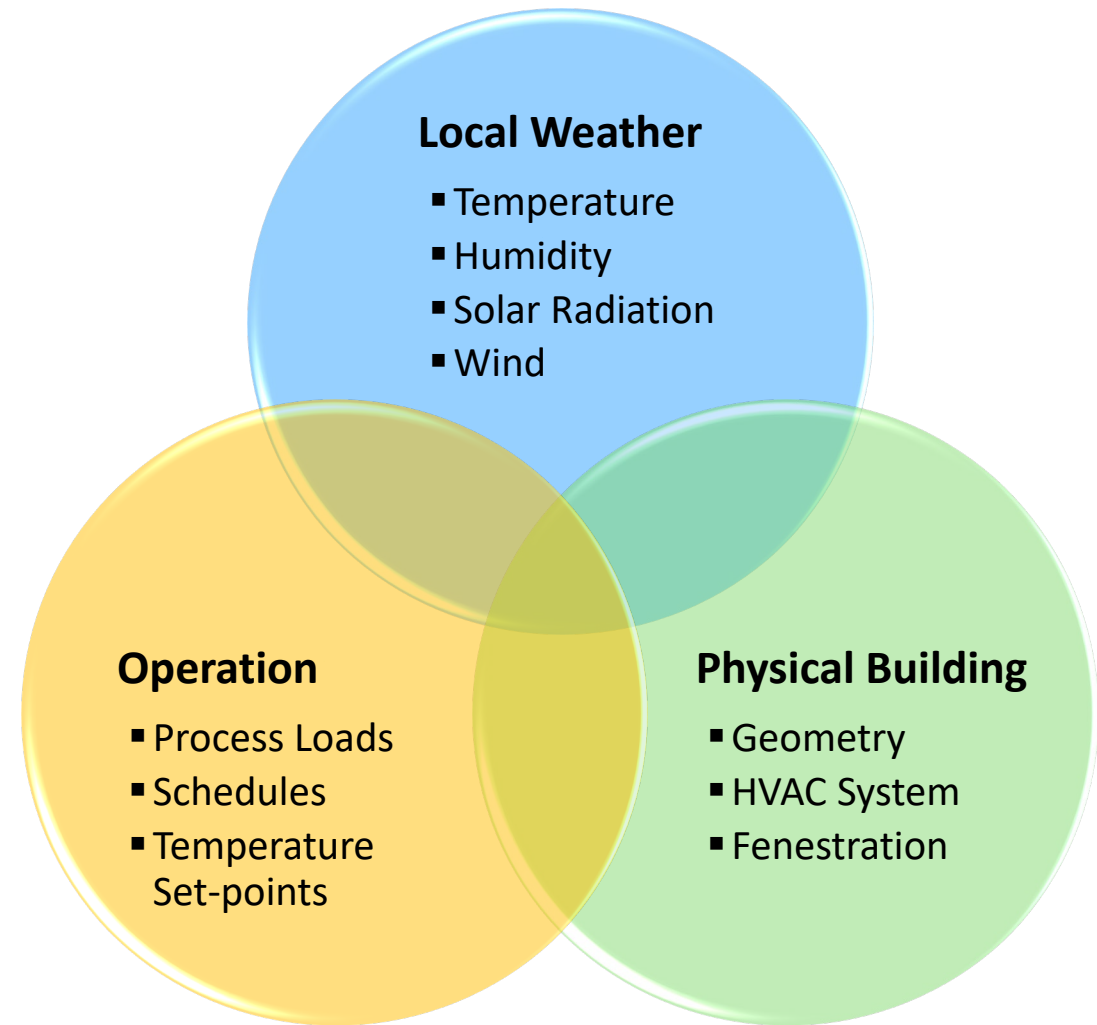 Local Weather
▪ Temperature
▪ Humidity
▪ Solar Radiation
▪ Wind
Operation
▪ Process Loads
▪ Schedules
▪ Temperature
Set-points
Physical Building
▪ Geometry
▪ HVAC System
▪ Fenestration